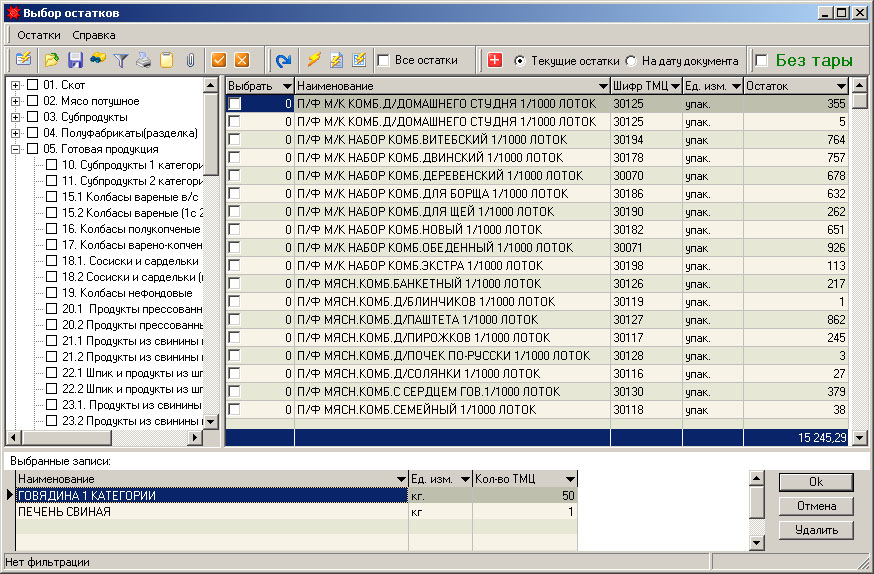 Выбор остатков
Остатки Справка
Все остатки Текущие остатки На дату документа Без тары
01. Скот
02. Мясо потушное
03. Субпродукты
04. Полуфабрикаты(разделка)
05. Готовая продукция
10. Субпродукты 1 категори
11. Субпродукты 2 категори
15.1 Колбасы вареные в/с
15.2 Колбасы вареные (1с 2
16. Колбасы полукопченые
17. Колбасы варено-копчен
18.1. Сосиски и сардельки
18.2 Сосиски и сардельки (
19. Колбасы нефондовые
20.1 Продукты прессованн
20.2 Продукты прессованнь
21.1 Продукты из свинины
21.2 Продукты из свинины
22.1 Шпик и продукты из шп
22.2 Шпик и продукты из шп
23.1. Продукты из свинины
23.2 Продукты из свинины
Выбрать Наименование Шифр ТМЦ Ед. изм. Остаток
0 П/Ф М/К КОМБ.Д/ДОМАШНЕГО СТУДНЯ 1/1000 ЛОТОК 30125 упак. 355
0 П/Ф М/К КОМБ.Д/ДОМАШНЕГО СТУДНЯ 1/1000 ЛОТОК 30125 упак. 5
0 П/Ф М/К НАБОР КОМБ.ВИТЕБСКИЙ 1/1000 ЛОТОК 30194 упак. 764
0 П/Ф М/К НАБОР КОМБ.ДВИНСКИЙ 1/1000 ЛОТОК 30178 упак. 757
0 П/Ф М/К НАБОР КОМБ.ДЕРЕВЕНСКИЙ 1/1000 ЛОТОК 30070 упак. 678
0 П/Ф М/К НАБОР КОМБ.ДЛЯ БОРЩА 1/1000 ЛОТОК 30186 упак. 632
0 П/Ф М/К НАБОР КОМБ.ДЛЯ ЩЕЙ 1/1000 ЛОТОК 30190 упак. 262
0 П/Ф М/К НАБОР КОМБ.НОВЫЙ 1/1000 ЛОТОК 30182 упак. 651
0 П/Ф М/К НАБОР КОМБ.ОБЕДЕННЫЙ 1/1000 ЛОТОК 30071 упак. 926
0 П/Ф М/К НАБОР КОМБ.ЭКСТРА 1/1000 ЛОТОК 30198 упак. 113
0 П/Ф МЯСН.КОМБ.БАНКЕТНЫЙ 1/1000 ЛОТОК 30126 упак. 217
0 П/Ф МЯСН.КОМБ.Д/БЛИНЧИКОВ 1/1000 ЛОТОК 30119 упак. 1
0 П/Ф МЯСН.КОМБ.Д/ПАШТЕТА 1/1000 ЛОТОК 30127 упак. 862
0 П/Ф МЯСН.КОМБ.Д/ПИРОЖКОВ 1/1000 ЛОТОК 30117 упак. 245
0 П/Ф МЯСН.КОМБ.Д/ПОЧЕК ПО-РУССКИ 1/1000 ЛОТОК 30128 упак. 3
0 П/Ф МЯСН.КОМБ.Д/СОЛЯНКИ 1/1000 ЛОТОК 30116 упак. 27
0 П/Ф МЯСН.КОМБ.С СЕРДЦЕМ ГОВ.1/1000 ЛОТОК 30130 упак. 379
0 П/Ф МЯСН.КОМБ.СЕМЕЙНЫЙ 1/1000 ЛОТОК 30118 упак 38
15 245,29
Выбранные записи:
Наименование Ед. изм. Кол-во ТМЦ
ГОВЯДИНА 1 КАТЕГОРИИ кг. 50
ПЕЧЕНЬ СВИНАЯ кг 1
Ok
Отмена
Удалить
Нет фильтрации